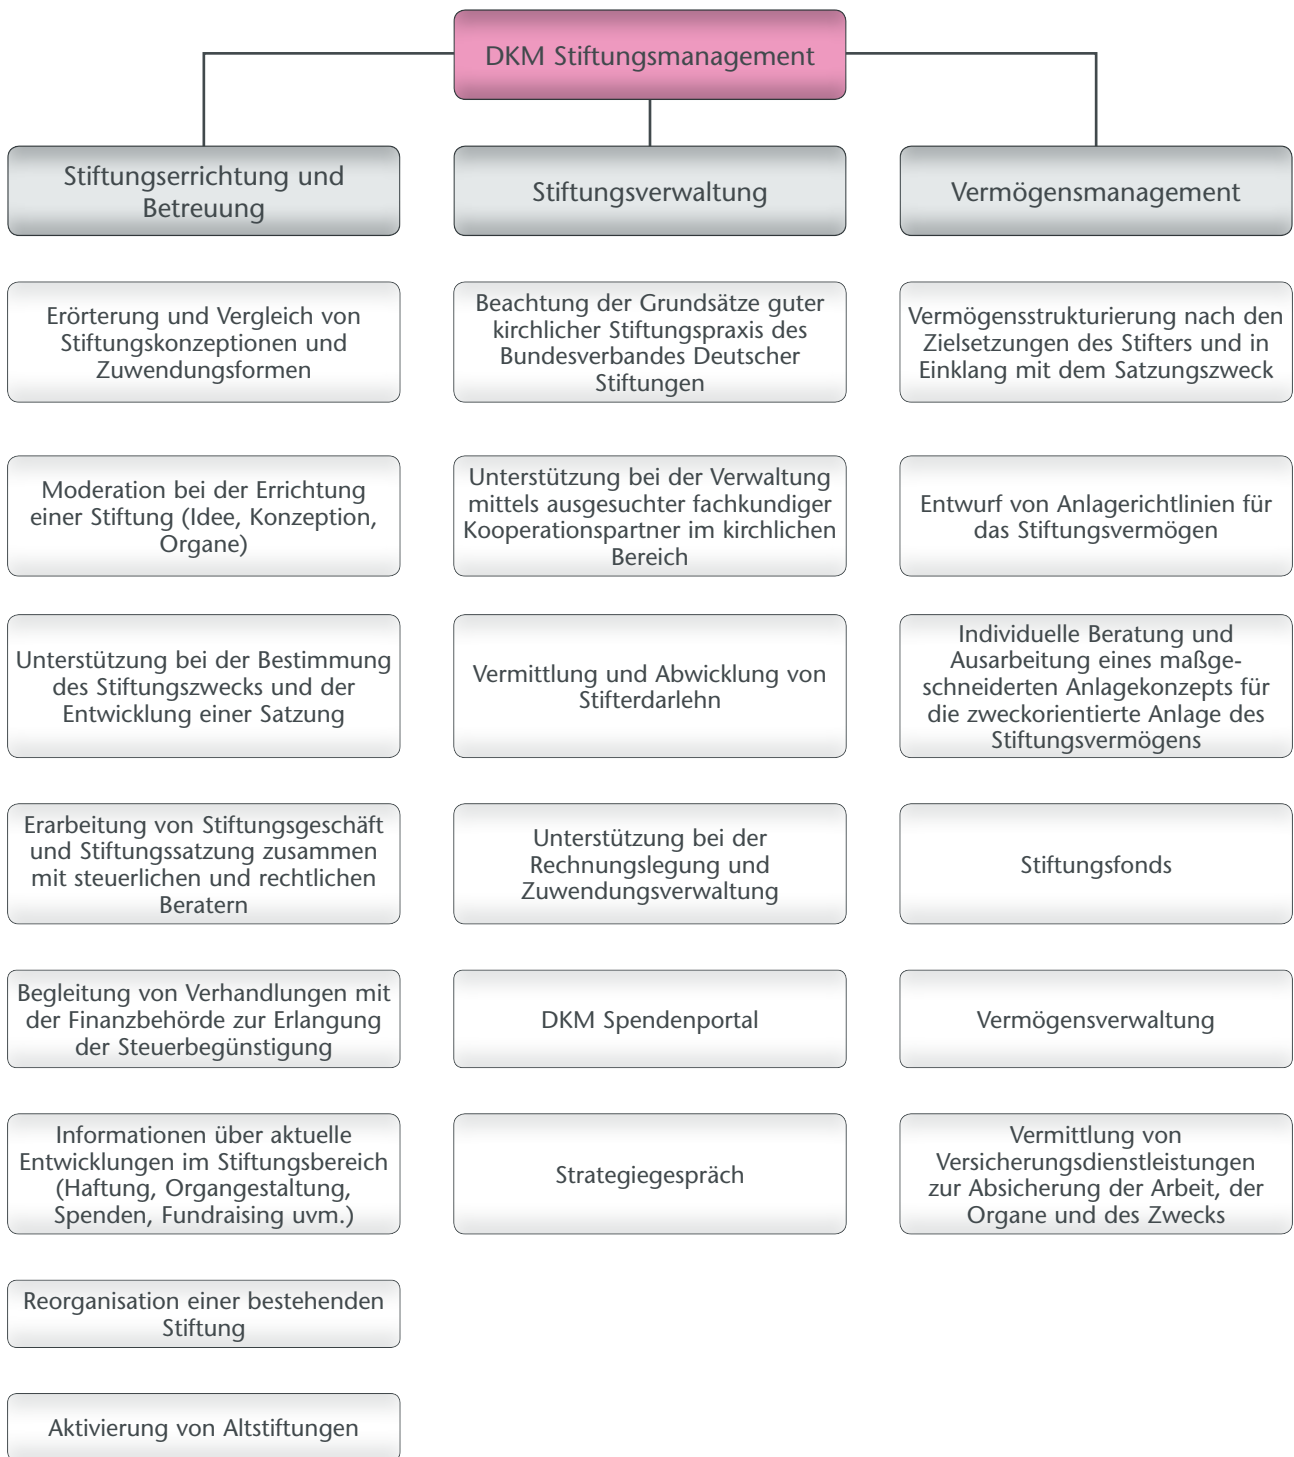 DKM Stiftungsmanagement
Stiftungserrichtung und
Betreuung
Erörterung und Vergleich von
Stiftungskonzeptionen und
Zuwendungsformen
Moderation bei der Errichtung
einer Stiftung (Idee, Konzeption,
Organe)
Unterstützung bei der Bestimmung
des Stiftungszwecks und der
Entwicklung einer Satzung
Erarbeitung von Stiftungsgeschäft
und Stiftungssatzung zusammen
mit steuerlichen und rechtlichen
Beratern
Begleitung von Verhandlungen mit
der Finanzbehörde zur Erlangung
der Steuerbegünstigung
Informationen über aktuelle
Entwicklungen im Stiftungsbereich
(Haftung, Organgestaltung,
Spenden, Fundraising uvm.)
Reorganisation einer bestehenden
Stiftung
Aktivierung von Altstiftungen
Stiftungsverwaltung
Beachtung der Grundsätze guter
kirchlicher Stiftungspraxis des
Bundesverbandes Deutscher
Stiftungen
Unterstützung bei der Verwaltung
mittels ausgesuchter fachkundiger
Kooperationspartner im kirchlichen
Bereich
Vermittlung und Abwicklung von
Stifterdarlehn
Unterstützung bei der
Rechnungslegung und
Zuwendungsverwaltung
DKM Spendenportal
Strategiegespräch
Vermögensmanagement
Vermögensstrukturierung nach den
Zielsetzungen des Stifters und in
Einklang mit dem Satzungszweck
Entwurf von Anlagerichtlinien für
das Stiftungsvermögen
Individuelle Beratung und
Ausarbeitung eines maßge-
schneiderten Anlagekonzepts für
die zweckorientierte Anlage des
Stiftungsvermögens
Stiftungsfonds
Vermögensverwaltung
Vermittlung von
Versicherungsdienstleistungen
zur Absicherung der Arbeit, der
Organe und des Zwecks